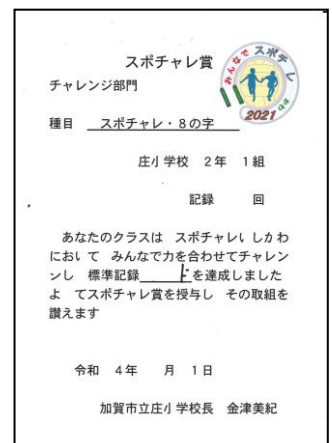 スポチャレ賞
みんなでスポチャレ
2021
チャレンジ部門
種目 スポチャレ・8の字
庄小学校 2年 1組
記録 回
あなたのクラスは スポチャレいしかわ
において みんなで力を合わせてチャレン
ンし 標準記録 を達成しました
よ てスポチャレ賞を授与し その取組を
讃えます
令和 4年 月 1日
加賀市立庄小学校長 金津美紀